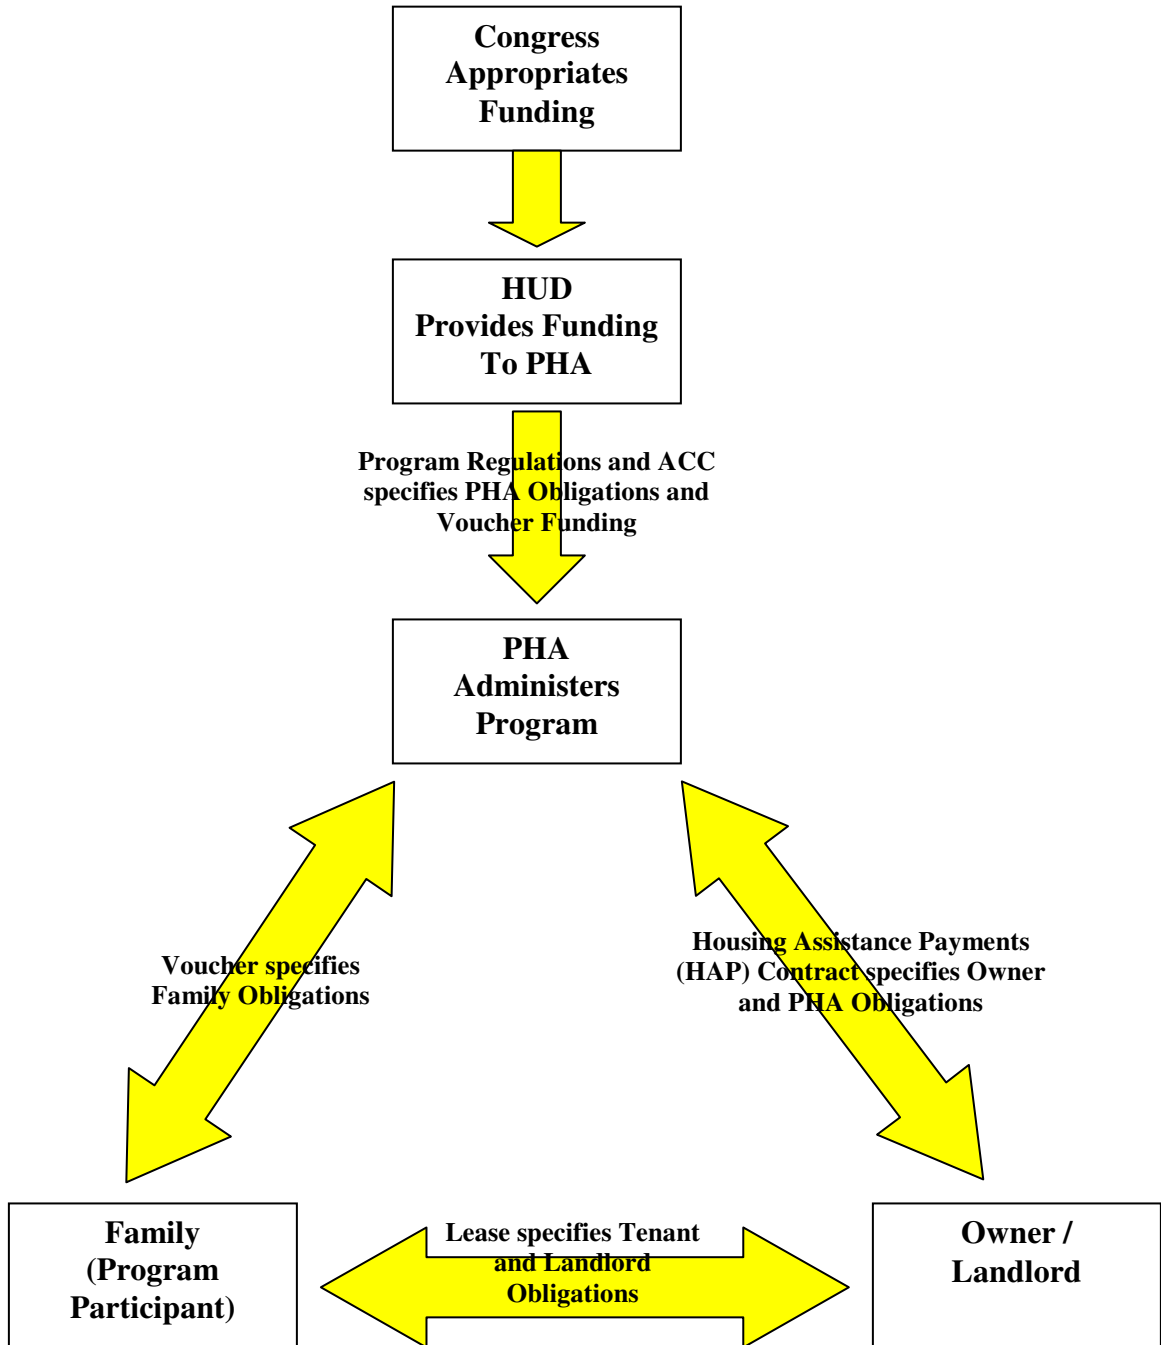 Congress
Appropriates
Funding
HUD
Provides Funding
To PHA
Program Regulations and ACC
specifies PHA Obligations and
Voucher Funding
PHA
Administers
Program
Voucher specifies
Family Obligations
Housing Assistance Payments
(HAP) Contract specifies Owner
and PHA Obligations
Family
(Program
Participant)
Lease specifies Tenant
and Landlord
Obligations
Owner /
Landlord